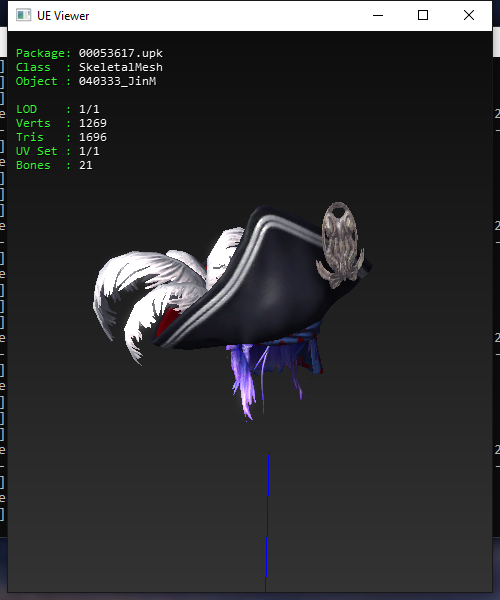 UE Viewer
Package: 00053617.upk
Class : SkeletalMesh
Object : 040333_JinM
LOD : 1/1
Verts : 1269
Tris : 1696
UV Set : 1/1
Bones : 21